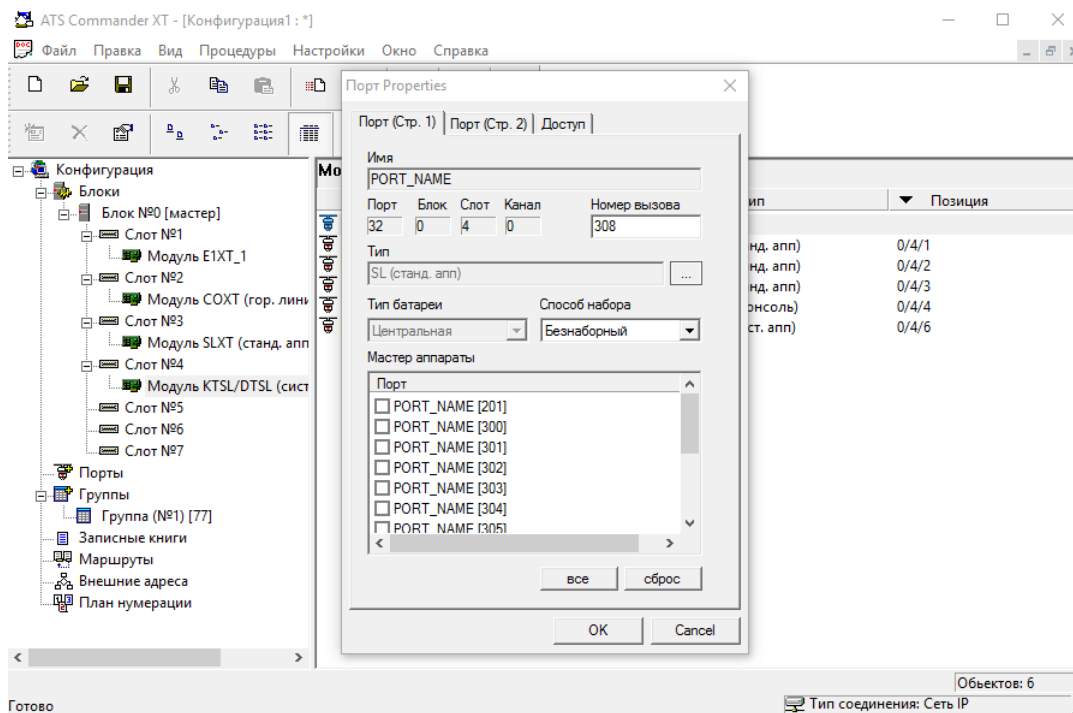 ATS Commander XT - [Конфигурация1 : *]
Файл Правка Вид Процедуры Настройки Окно Справка
Порт Properties
Порт (Стр. 1) Порт (Стр. 2) Доступ
Имя
PORT_NAME
Порт Блок Слот Канал Номер вызова
32 0 4 0 308
Тип
SL (станд. апп) ...
Тип батареи Способ набора
Центральная Безнаборный
Мастер аппараты
Порт
PORT_NAME [201]
PORT_NAME [300]
PORT_NAME [301]
PORT_NAME [302]
PORT_NAME [303]
PORT_NAME [304]
PORT_NAME [305]
все сброс
OK Cancel
Конфигурация
Блоки
Блок №0 [мастер]
Слот №1
Модуль E1XT_1
Слот №2
Модуль COXT (гор. лини
Слот №3
Модуль SLXT (станд. апп
Слот №4
Модуль KTSL/DTSL (сист
Слот №5
Слот №6
Слот №7
Порты
Группы
Группа (№1) [77]
Записные книги
Маршруты
Внешние адреса
План нумерации
Мо
ип Позиция
нд. апп) 0/4/1
нд. апп) 0/4/2
нд. апп) 0/4/3
онсоль) 0/4/4
ст. апп) 0/4/6
Обьектов: 6
Готово Тип соединения: Сеть IP